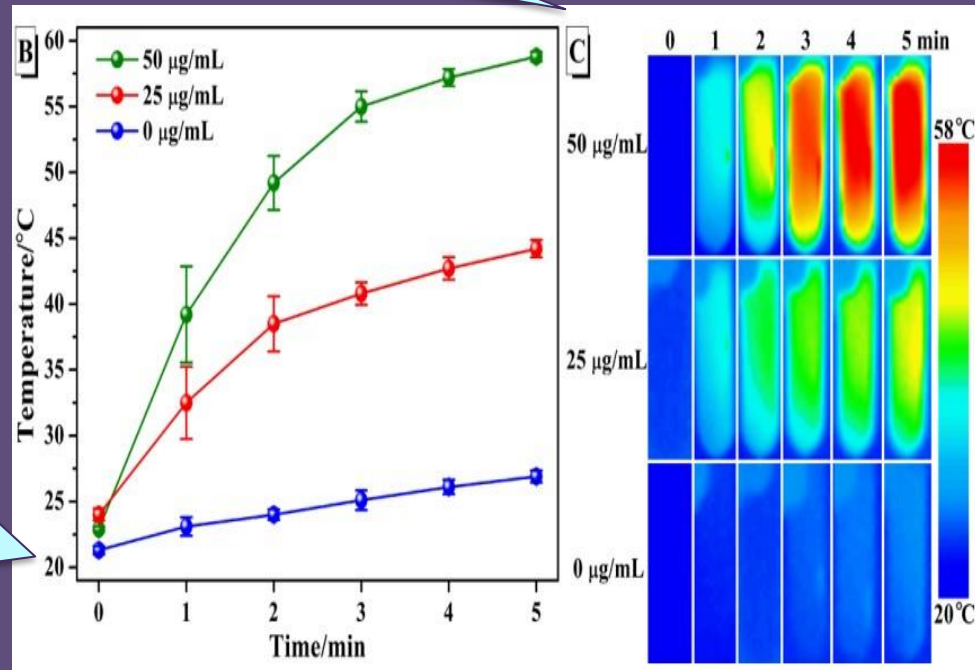 B
60
55
50
45
40
35
30
25
20
Temperature/°C
50 µg/mL
25 µg/mL
0 µg/mL
0 1 2 3 4 5
Time/min
C
0 1 2 3 4 5 min
50 µg/mL
25 µg/mL
0 µg/mL
58°C
20°C